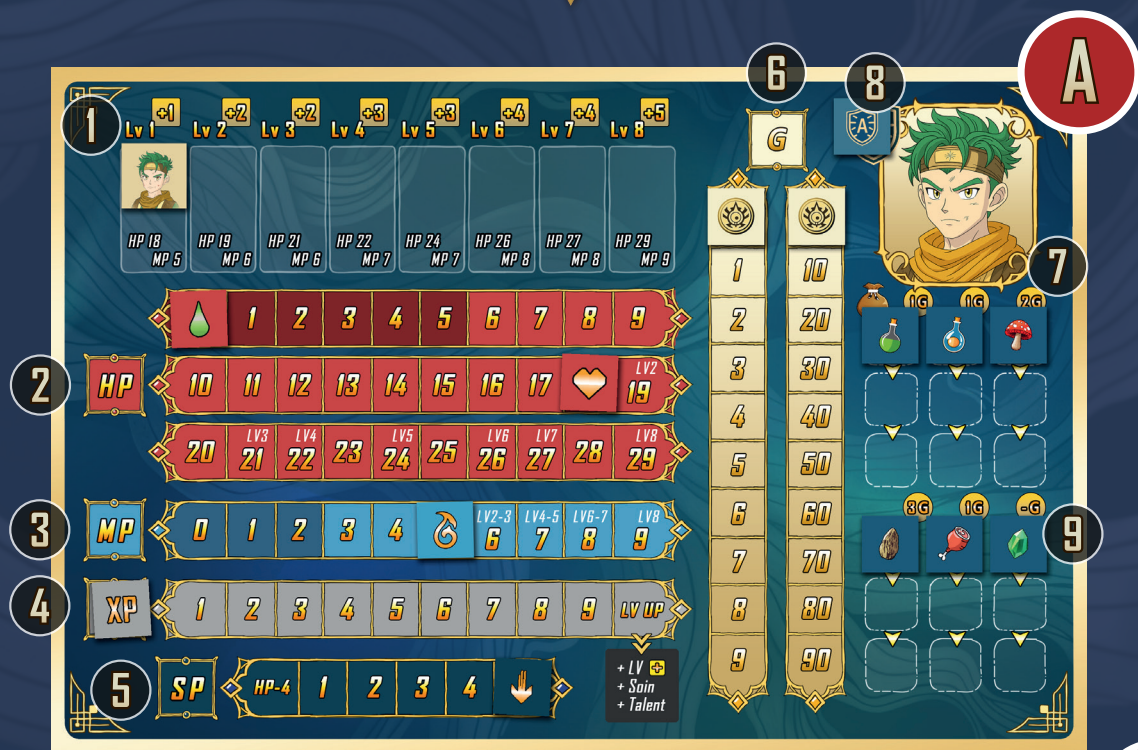 A
1
+1 +2 +2 +3 +3 +4 +4 +5
Lv 1 Lv 2 Lv 3 Lv 4 Lv 5 Lv 6 Lv 7 Lv 8
HP 18 HP 19 HP 21 HP 22 HP 24 HP 26 HP 27 HP 29
MP 5 MP 6 MP 6 MP 7 MP 7 MP 8 MP 8 MP 9
1 2 3 4 5 6 7 8 9
2
HP
LV2
10 11 12 13 14 15 16 17 19
LV3 LV4 LV5 LV6 LV7 LV8
20 21 22 23 24 25 26 27 28 29
3
MP
LV2-3 LV4-5 LV6-7 LV8
0 1 2 3 4 6 7 8 9
4
XP
1 2 3 4 5 6 7 8 9 LV UP
5
SP
HP-4 1 2 3 4
+ LV +
+ Soin
+ Talent
6
G
1 10
2 20
3 30
4 40
5 50
6 60
7 70
8 80
9 90
8
A
7
1G 1G 2G
3G 1G -G
9